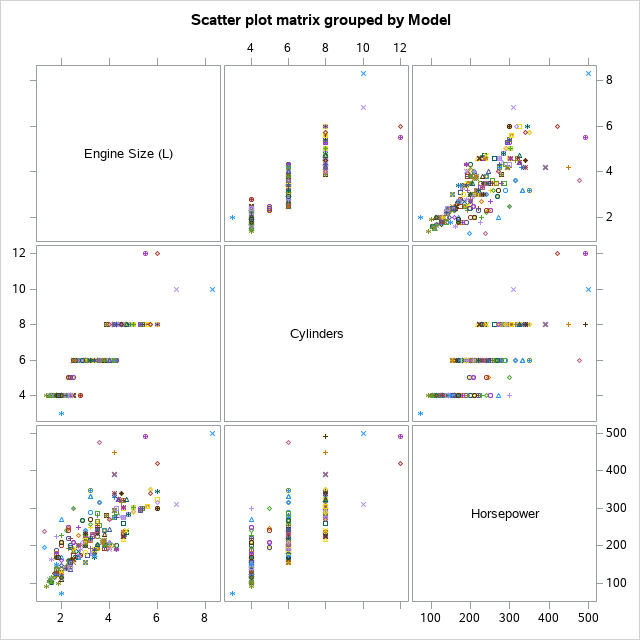 Scatter plot matrix grouped by Model
4 6 8 10 12
Engine Size (L)
8
6
4
2
12
10
8
6
4
Cylinders
Horsepower
500
400
300
200
100
2 4 6 8
100 200 300 400 500